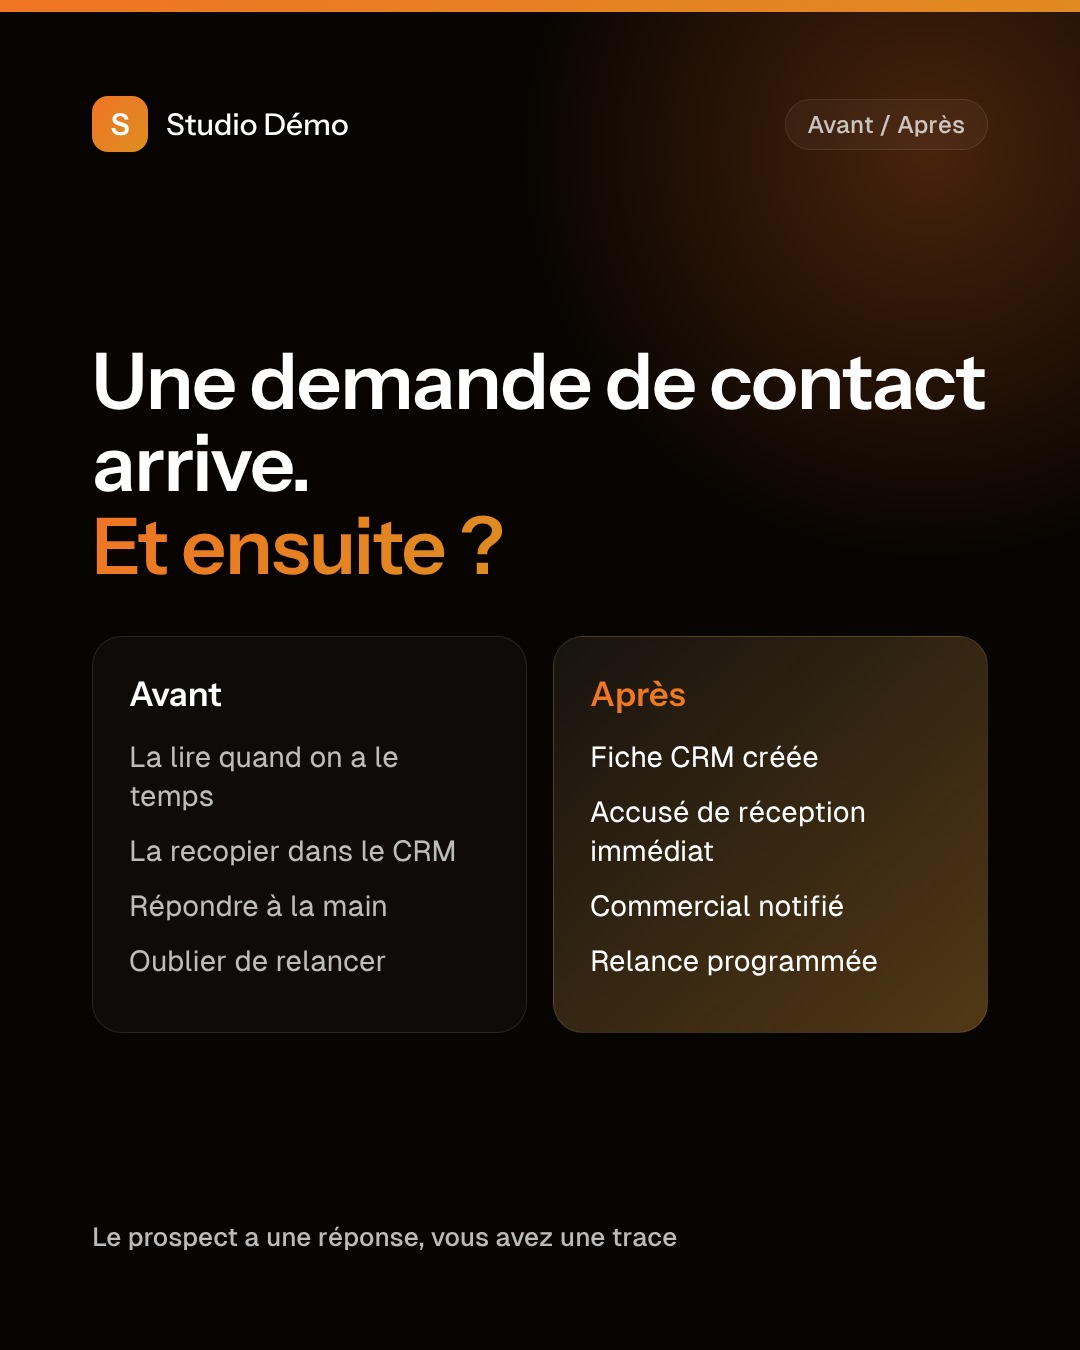 S
Studio Démo
Avant / Après
Une demande de contact
arrive.
Et ensuite ?
Avant
La lire quand on a le
temps
La recopier dans le CRM
Répondre à la main
Oublier de relancer
Après
Fiche CRM créée
Accusé de réception
immédiat
Commercial notifié
Relance programmée
Le prospect a une réponse, vous avez une trace